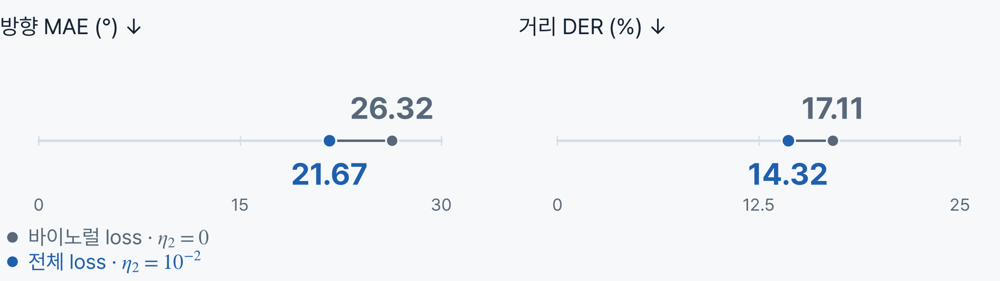 방향 MAE (°) ↓
26.32
21.67
0 15 30
거리 DER (%) ↓
17.11
14.32
0 12.5 25
바이노럴 loss · η₂ = 0
전체 loss · η₂ = 10⁻²